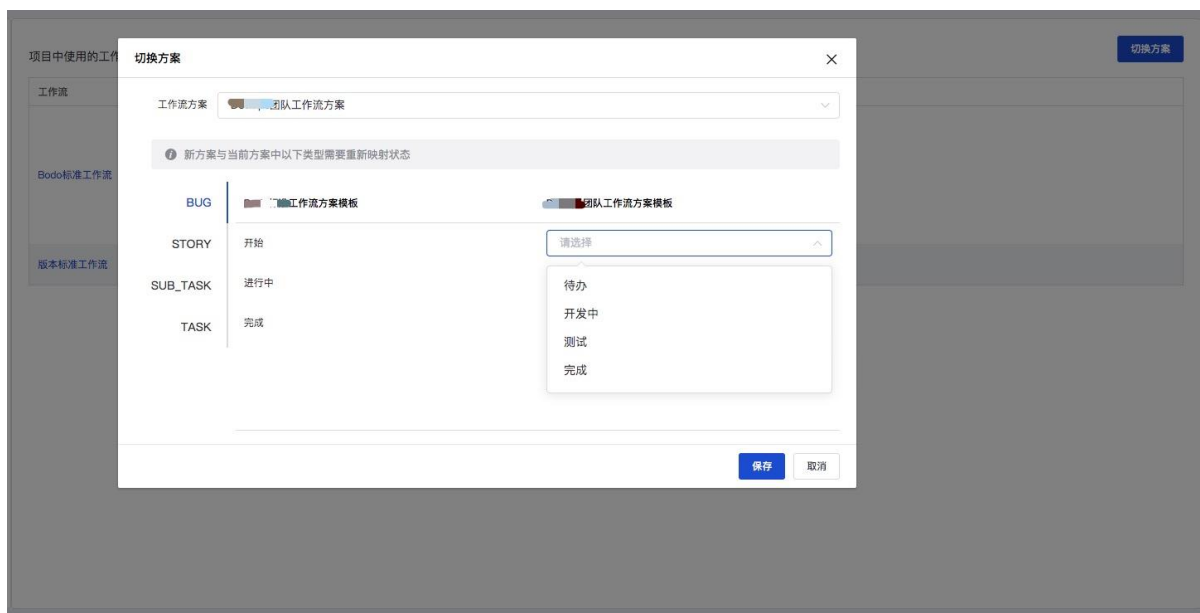 项目中使用的工作
切换方案
切换方案
工作流
工作流方案
团队工作流方案
新方案与当前方案中以下类型需要重新映射状态
Bodo标准工作流
BUG
工作流方案模板
团队工作流方案模板
STORY
开始
请选择
版本标准工作流
SUB_TASK
进行中
待办
开发中
TASK
完成
测试
完成
保存
取消